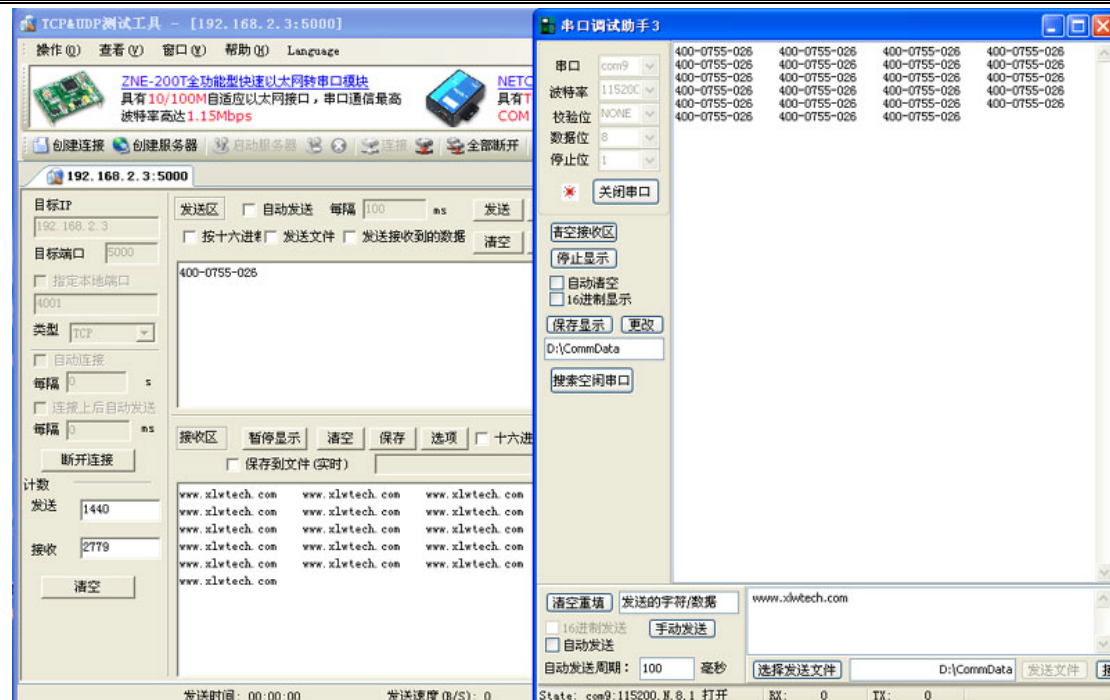 TCP&UDP测试工具 - [192.168.2.3:5000]
操作(O) 查看(V) 窗口(W) 帮助(H) Language
ZNE-200T全功能型快速以太网转串口模块
具有10/100M自适应以太网接口，串口通信最高
波特率高达1.15Mbps
NETC
具有T
COM
创建连接 创建服务器 启动服务器 连接 全部断开
192.168.2.3:5000
目标IP
192.168.2.3
目标端口 5000
指定本地端口
4001
类型 TCP
自动连接
每隔 0 s
连接上后自动发送
每隔 0 ms
断开连接
计数
发送 1440
接收 2779
清空
发送区 自动发送 每隔 100 ms 发送
按十六进制 发送文件 发送接收到的数据 清空
400-0755-026
接收区 暂停显示 清空 保存 选项 十六进
保存到文件(实时)
www.xlwtech.com www.xlwtech.com www.xlwtech.com
www.xlwtech.com www.xlwtech.com www.xlwtech.com
www.xlwtech.com www.xlwtech.com www.xlwtech.com
www.xlwtech.com www.xlwtech.com www.xlwtech.com
www.xlwtech.com www.xlwtech.com www.xlwtech.com
www.xlwtech.com
发送时间: 00:00:00 发送速度(B/S): 0
串口调试助手3
串口 com9
波特率 115200
校验位 NONE
数据位 8
停止位 1
关闭串口
清空接收区
停止显示
自动清空
16进制显示
保存显示 更改
D:\CommData
搜索空闲串口
400-0755-026 400-0755-026 400-0755-026 400-0755-026
400-0755-026 400-0755-026 400-0755-026 400-0755-026
400-0755-026 400-0755-026 400-0755-026 400-0755-026
400-0755-026 400-0755-026 400-0755-026 400-0755-026
400-0755-026 400-0755-026 400-0755-026 400-0755-026
400-0755-026 400-0755-026 400-0755-026
清空重填 发送的字符/数据 www.xlwtech.com
16进制发送 手动发送
自动发送
自动发送周期: 100 毫秒 选择发送文件 D:\CommData 发送文件
State: com9:115200.N.8.1 打开 RX: 0 TX: 0